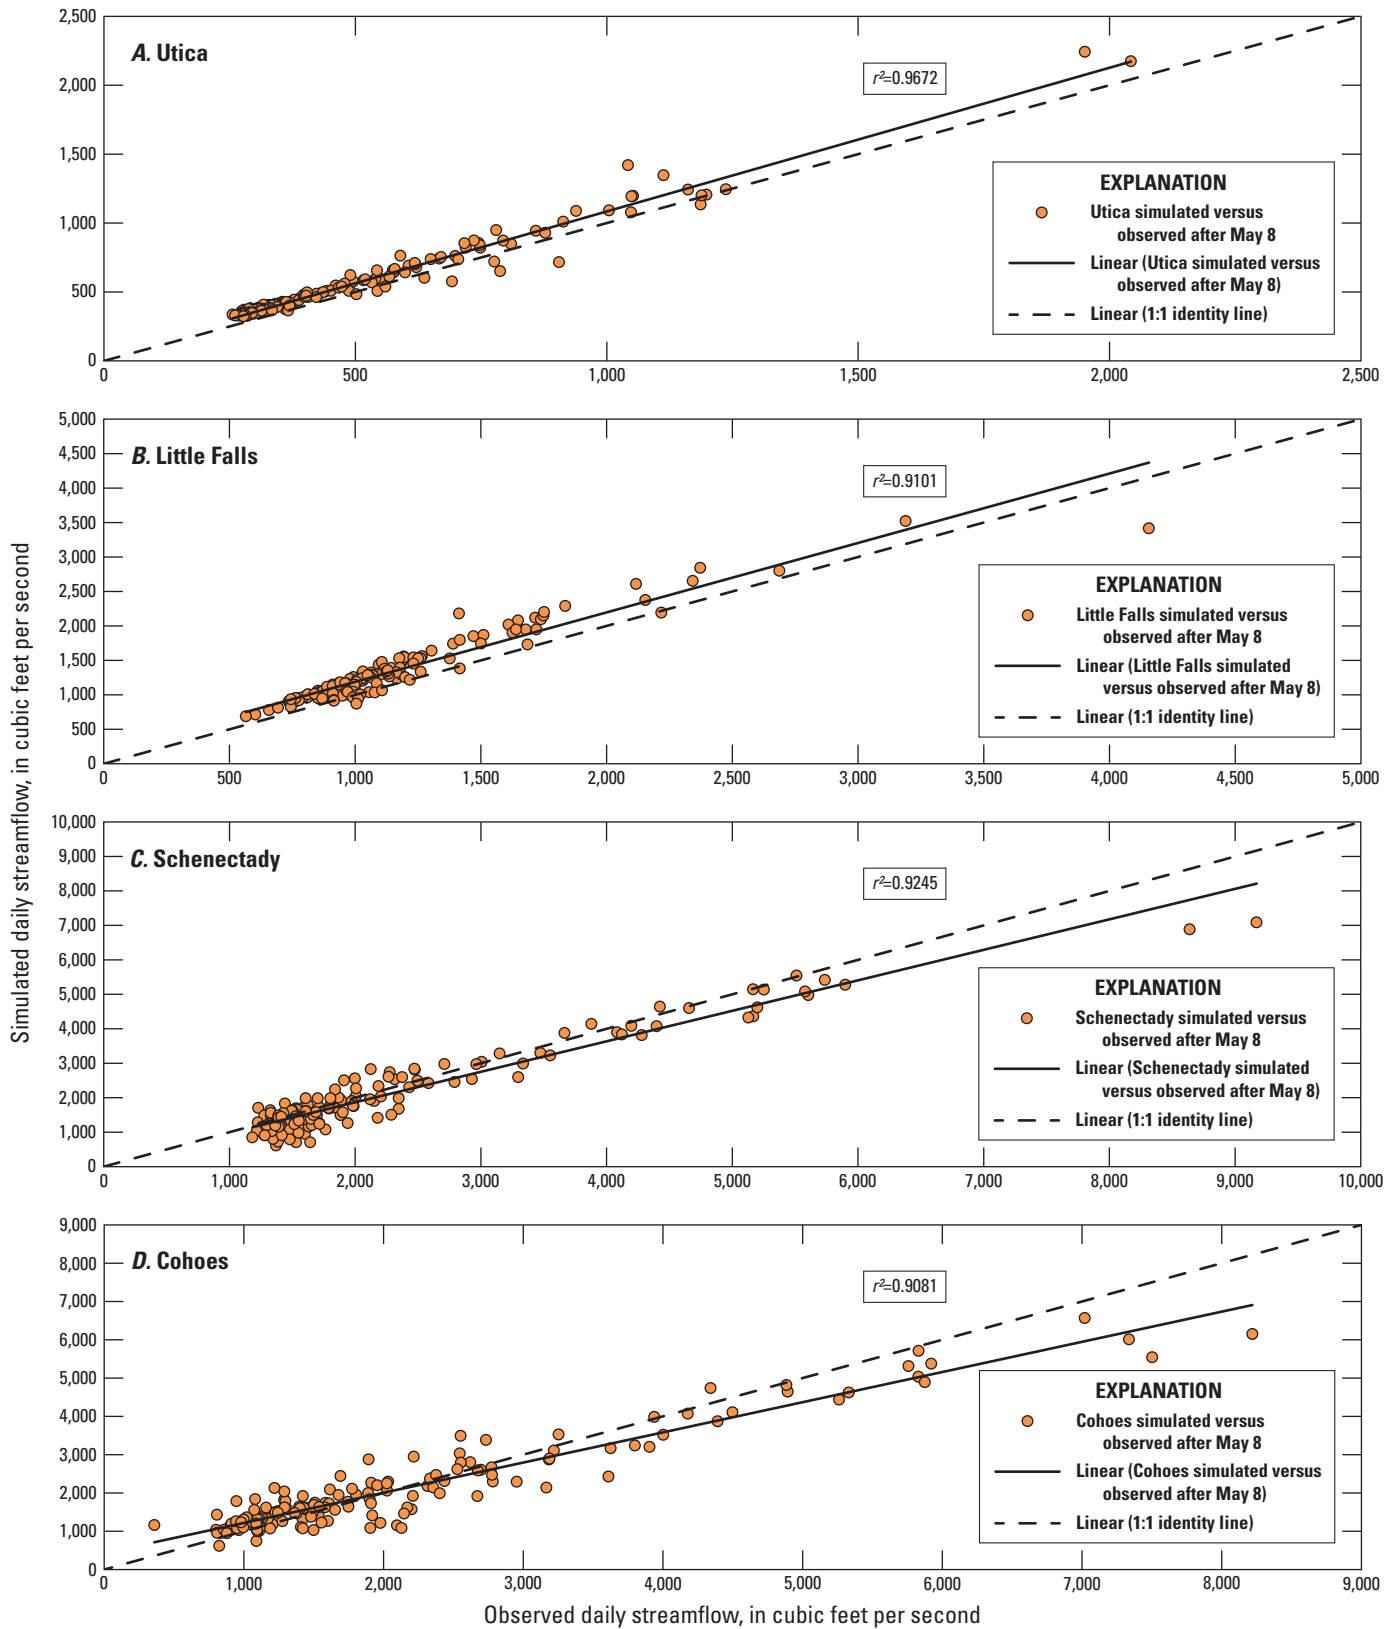 Simulated daily streamflow, in cubic feet per second
2,500
2,000
1,500
1,000
500
0
A. Utica
r²=0.9672
EXPLANATION
Utica simulated versus
observed after May 8
Linear (Utica simulated versus
observed after May 8)
Linear (1:1 identity line)
0 500 1,000 1,500 2,000 2,500
5,000
4,500
4,000
3,500
3,000
2,500
2,000
1,500
1,000
500
0
B. Little Falls
r²=0.9101
EXPLANATION
Little Falls simulated versus
observed after May 8
Linear (Little Falls simulated
versus observed after May 8)
Linear (1:1 identity line)
0 500 1,000 1,500 2,000 2,500 3,000 3,500 4,000 4,500 5,000
10,000
9,000
8,000
7,000
6,000
5,000
4,000
3,000
2,000
1,000
0
C. Schenectady
r²=0.9245
EXPLANATION
Schenectady simulated versus
observed after May 8
Linear (Schenectady simulated
versus observed after May 8)
Linear (1:1 identity line)
0 1,000 2,000 3,000 4,000 5,000 6,000 7,000 8,000 9,000 10,000
9,000
8,000
7,000
6,000
5,000
4,000
3,000
2,000
1,000
0
D. Cohoes
r²=0.9081
EXPLANATION
Cohoes simulated versus
observed after May 8
Linear (Cohoes simulated versus
observed after May 8)
Linear (1:1 identity line)
0 1,000 2,000 3,000 4,000 5,000 6,000 7,000 8,000 9,000
Observed daily streamflow, in cubic feet per second